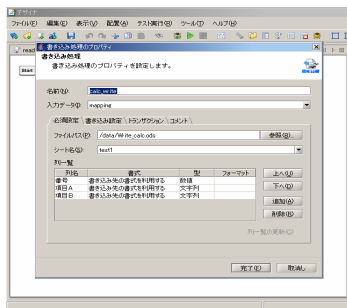 デザイナ
ファイル(F) 編集(E) 表示(V) 配置(A) テスト実行(R) ツール(T) ヘルプ(H)
read
Start
書き込み処理のプロパティ
書き込み処理
書き込み処理のプロパティを設定します。
名前(N): calc_write
入力データ(I): mapping
必須設定 書き込み設定 トランザクション コメント
ファイルパス(P): /data/Write_calc.ods 参照(B)...
シート名(S): test1
列一覧
列名 書式 型 フォーマット
番号 書き込み先の書式を利用する 数値
項目A 書き込み先の書式を利用する 文字列
項目B 書き込み先の書式を利用する 文字列
上へ(U)
下へ(D)
追加(A)
削除(R)
列一覧の更新(C)
完了(F) 取消し